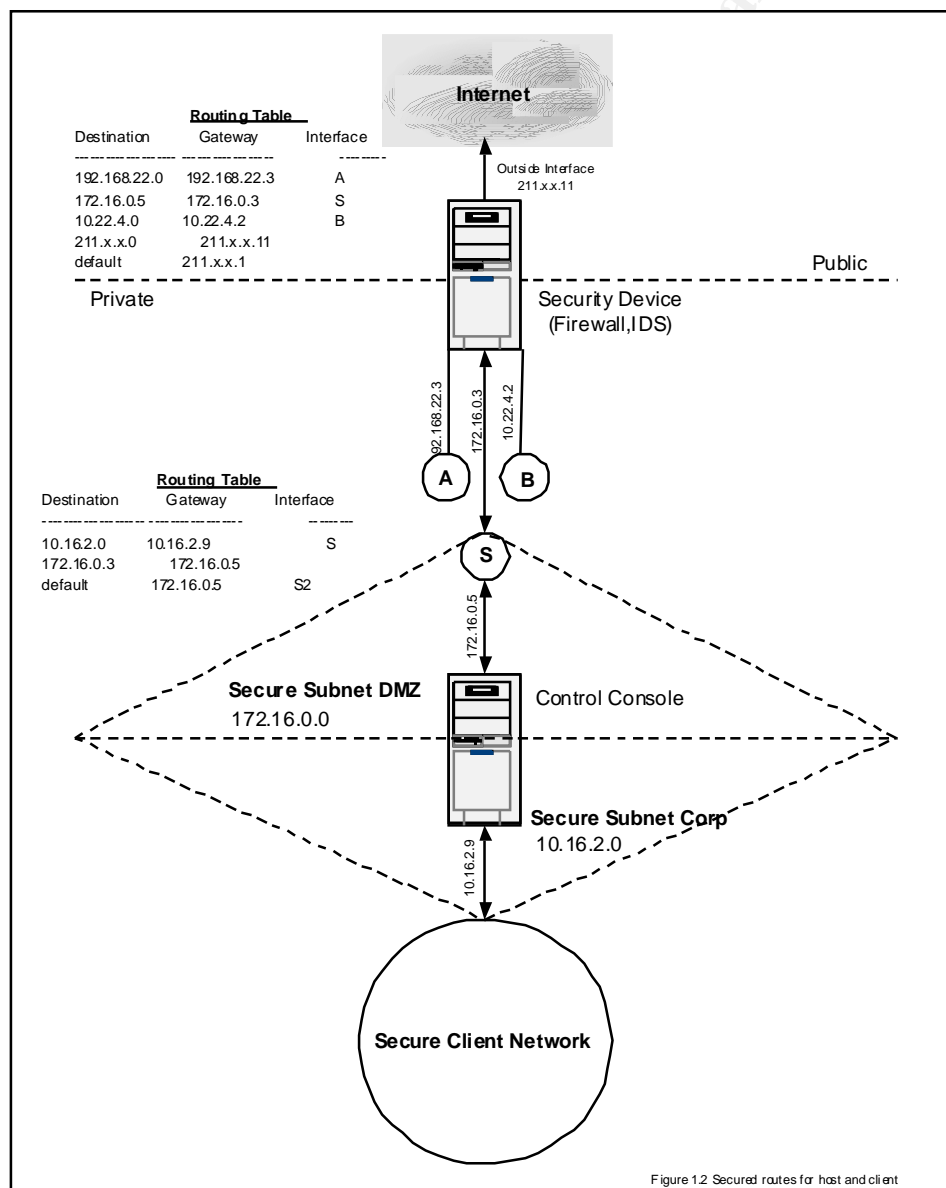 Internet
Routing Table
Destination Gateway Interface
-------------------- ------------------- ---------
192.168.22.0 192.168.22.3 A
172.16.0.5 172.16.0.3 S
10.22.4.0 10.22.4.2 B
211.x.x.0 211.x.x.11
default 211.x.x.1
Outside Interface
211.x.x.11
Public
Private
Security Device
(Firewall,IDS)
92.168.22.3
172.16.0.3
10.22.4.2
A
B
Routing Table
Destination Gateway Interface
--------------------- ------------------- ---------
10.16.2.0 10.16.2.9 S
172.16.0.3 172.16.0.5
default 172.16.0.5 S2
S
172.16.0.5
Secure Subnet DMZ
172.16.0.0
Control Console
Secure Subnet Corp
10.16.2.0
10.16.2.9
Secure Client Network
Figure 1.2 Secured routes for host and client